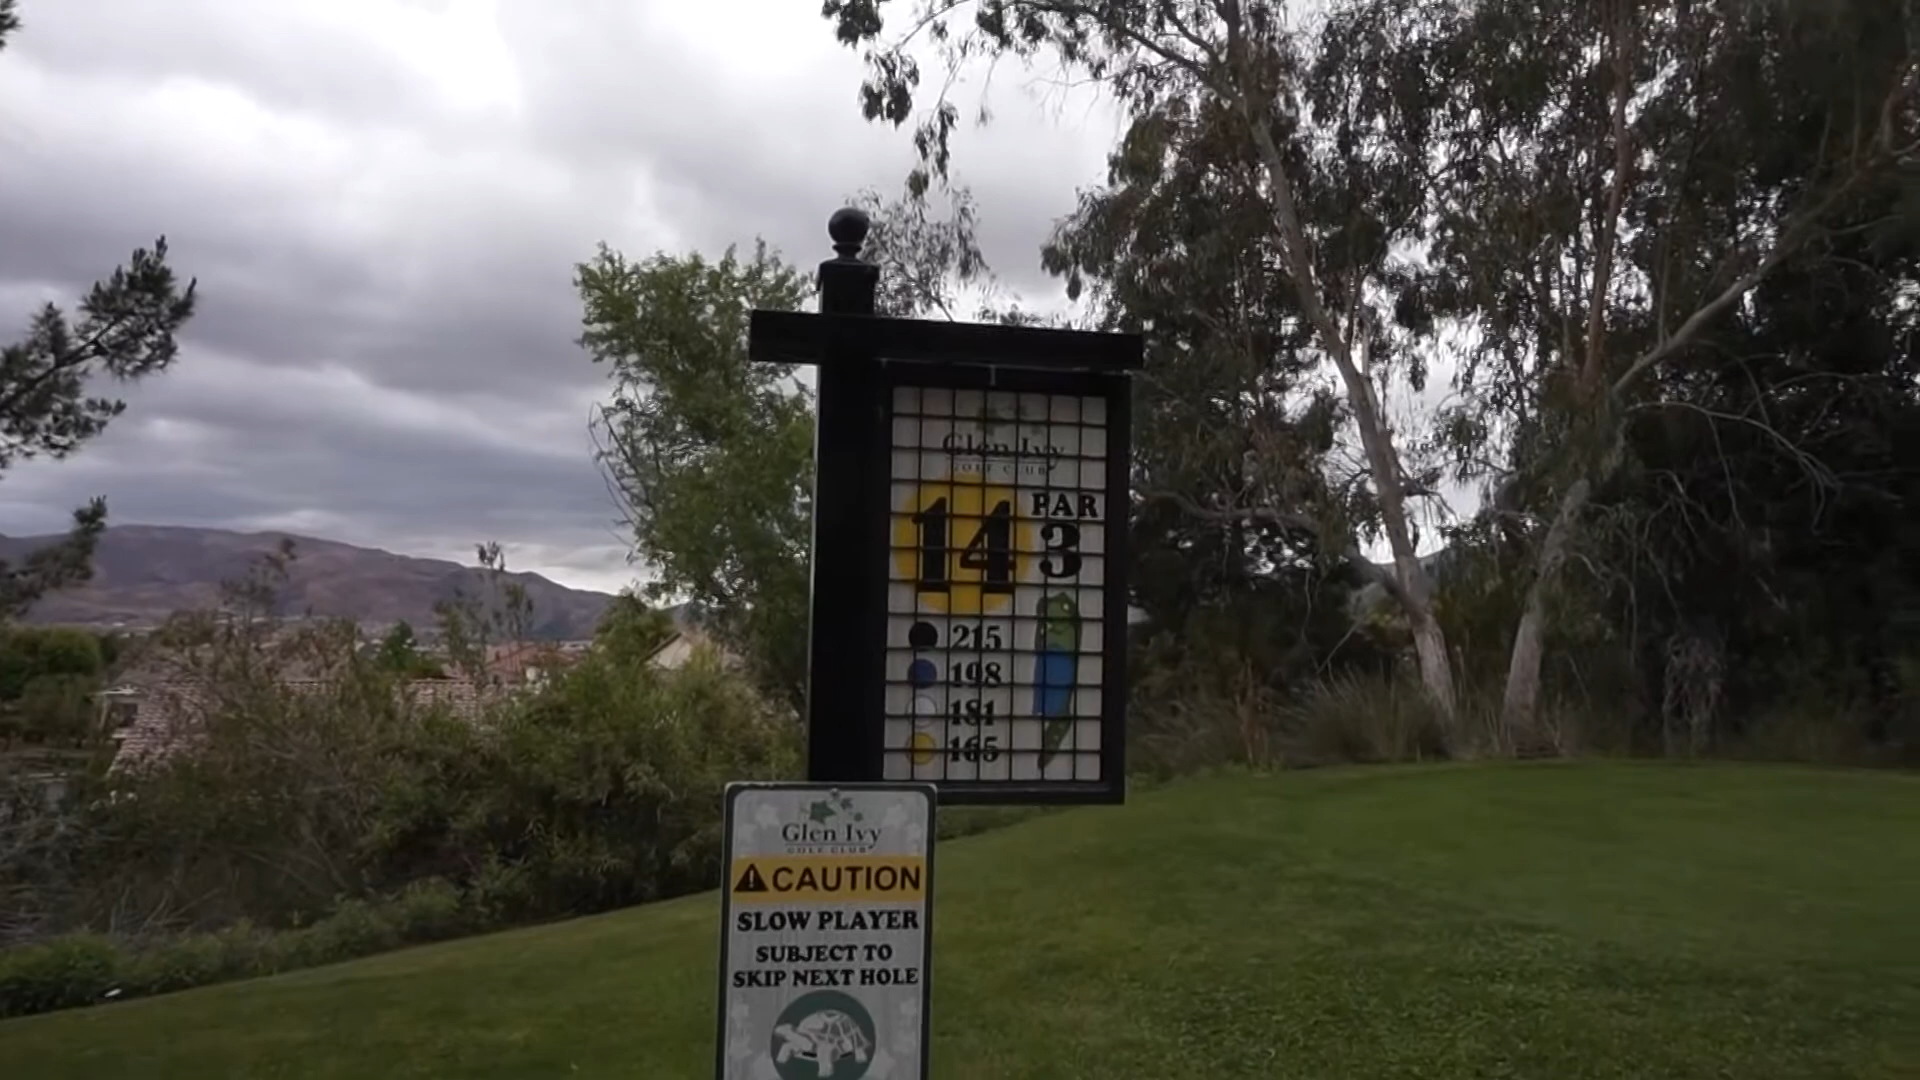 Glen Ivy
GOLF CLUB
14
PAR
3
215
198
181
165
Glen Ivy
GOLF CLUB
CAUTION
SLOW PLAYER
SUBJECT TO
SKIP NEXT HOLE